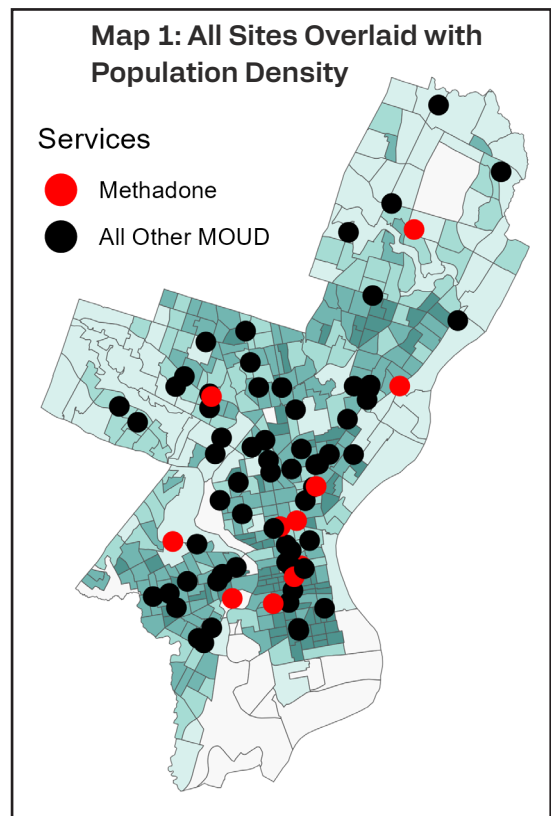 Map 1: All Sites Overlaid with
Population Density
Services
Methadone
All Other MOUD